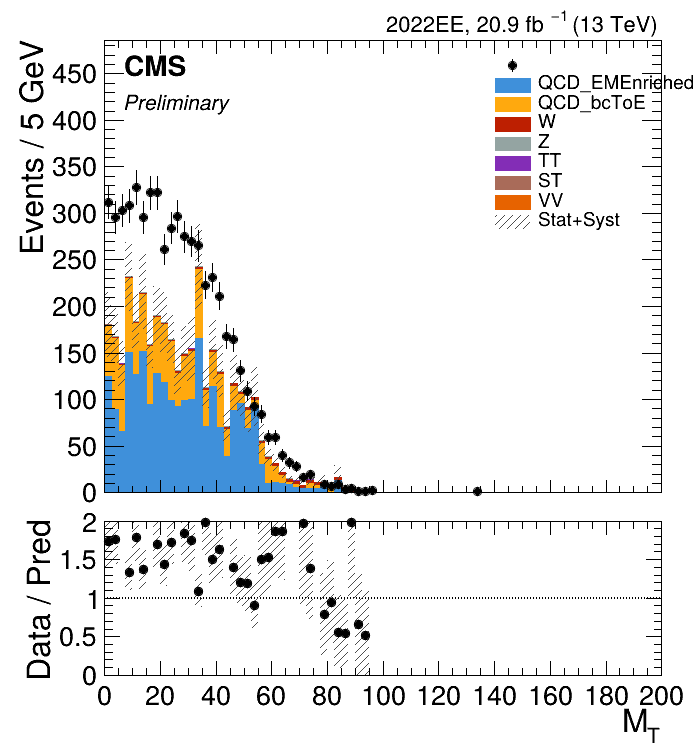 2022EE, 20.9 fb ⁻¹ (13 TeV)
CMS
Preliminary
QCD_EMEnriched
QCD_bcToE
W
Z
TT
ST
VV
Stat+Syst
Events / 5 GeV
450
400
350
300
250
200
150
100
50
0
Data / Pred
2
1.5
1
0.5
0
0 20 40 60 80 100 120 140 160 180 200
M_T